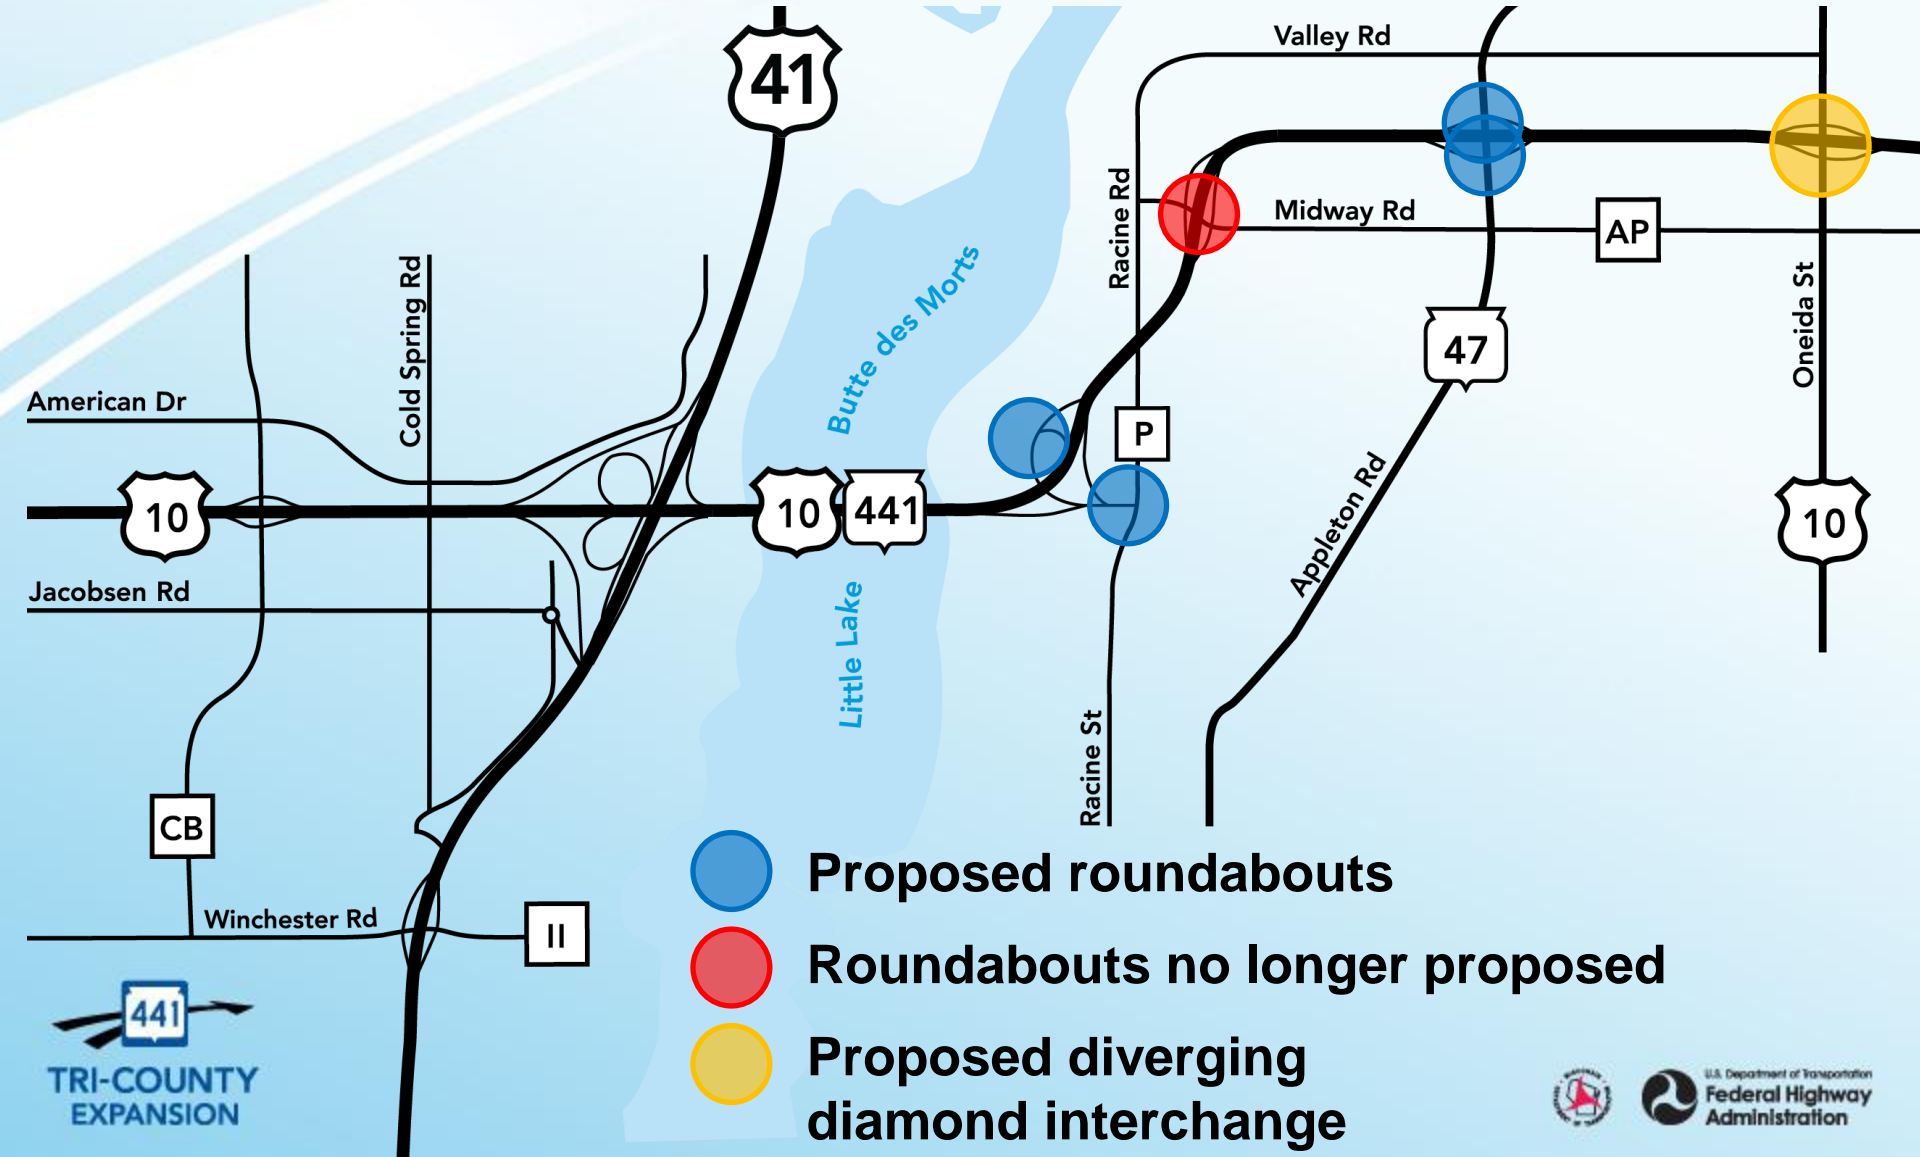 41
Valley Rd
Racine Rd
Midway Rd
AP
Cold Spring Rd
Butte des Morts
Oneida St
47
American Dr
P
10
10
441
10
Appleton Rd
Jacobsen Rd
Little Lake
Racine St
CB
Winchester Rd
II
Proposed roundabouts
Roundabouts no longer proposed
Proposed diverging
diamond interchange
441
TRI-COUNTY
EXPANSION
U.S. Department of Transportation
Federal Highway
Administration